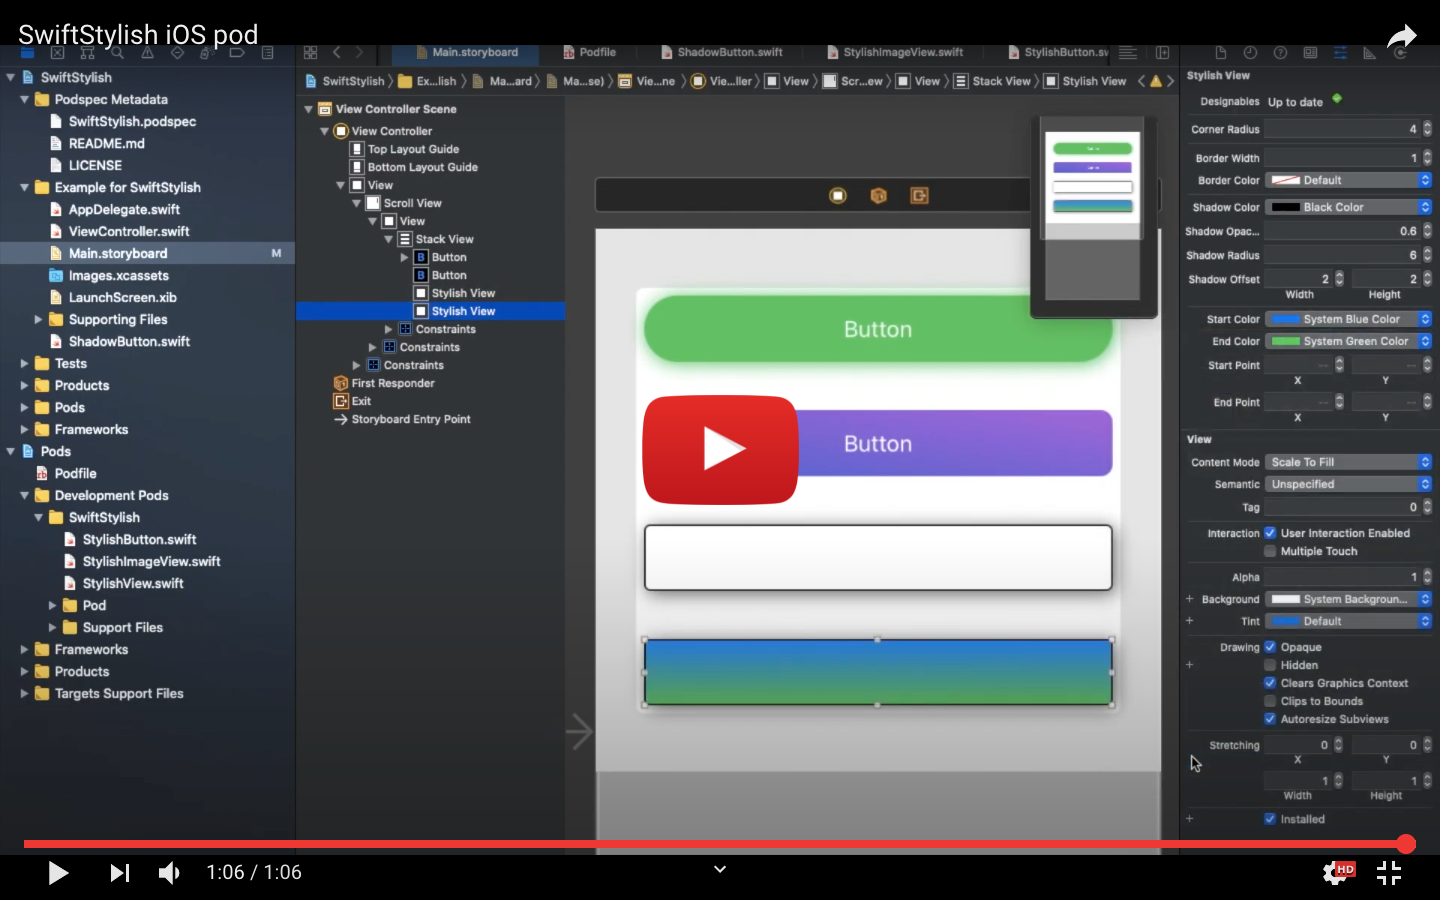 SwiftStylish iOS pod
Main.storyboard
Podfile
ShadowButton.swift
StylishImageView.swift
StylishButton.sv
SwiftStylish
Ex...lish
Ma...ard
Ma...se)
Vie...ne
Vie...ller
View
Scr...ew
View
Stack View
Stylish View
SwiftStylish
Podspec Metadata
SwiftStylish.podspec
README.md
LICENSE
Example for SwiftStylish
AppDelegate.swift
ViewController.swift
Main.storyboard M
Images.xcassets
LaunchScreen.xib
Supporting Files
ShadowButton.swift
Tests
Products
Pods
Frameworks
Pods
Podfile
Development Pods
SwiftStylish
StylishButton.swift
StylishImageView.swift
StylishView.swift
Pod
Support Files
Frameworks
Products
Targets Support Files
View Controller Scene
View Controller
Top Layout Guide
Bottom Layout Guide
View
Scroll View
View
Stack View
B Button
B Button
Stylish View
Stylish View
Constraints
Constraints
Constraints
First Responder
Exit
Storyboard Entry Point
Button
Button
Stylish View
Designables Up to date
Corner Radius 4
Border Width 1
Border Color Default
Shadow Color Black Color
Shadow Opac... 0.6
Shadow Radius 6
Shadow Offset 2 2
Width Height
Start Color System Blue Color
End Color System Green Color
Start Point
X Y
End Point
X Y
View
Content Mode Scale To Fill
Semantic Unspecified
Tag 0
Interaction User Interaction Enabled
Multiple Touch
Alpha 1
+ Background System Backgroun...
+ Tint Default
Drawing Opaque
+ Hidden
Clears Graphics Context
Clips to Bounds
Autoresize Subviews
Stretching 0 0
X Y
1 1
Width Height
+ Installed
1:06 / 1:06
HD